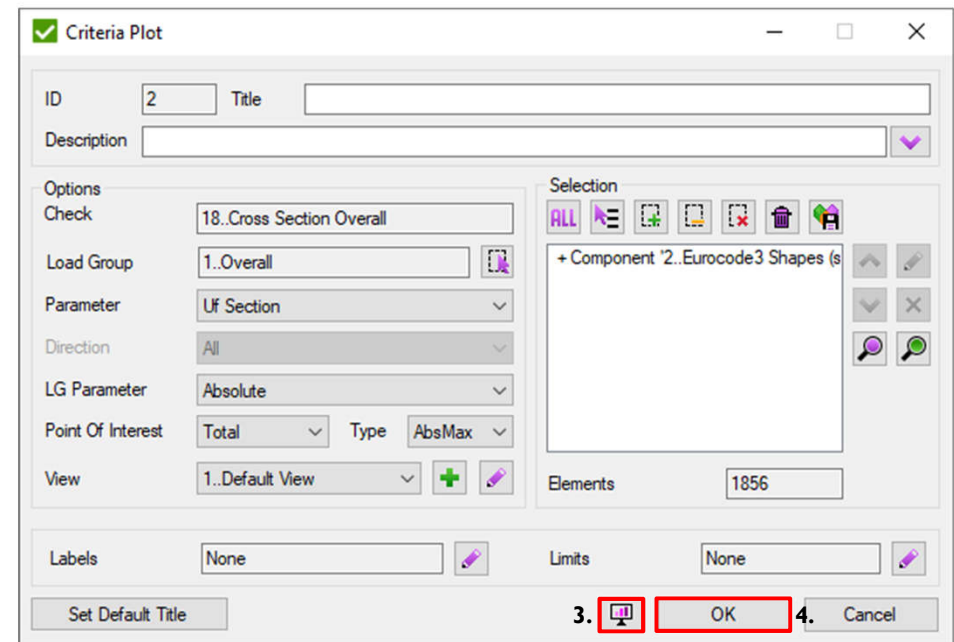 Criteria Plot
ID 2 Title
Description
Options
Check 18..Cross Section Overall
Load Group 1..Overall
Parameter Uf Section
Direction All
LG Parameter Absolute
Point Of Interest Total Type AbsMax
View 1..Default View
Selection
ALL
+ Component '2..Eurocode3 Shapes (s
Elements 1856
Labels None Limits None
Set Default Title 3. OK 4. Cancel